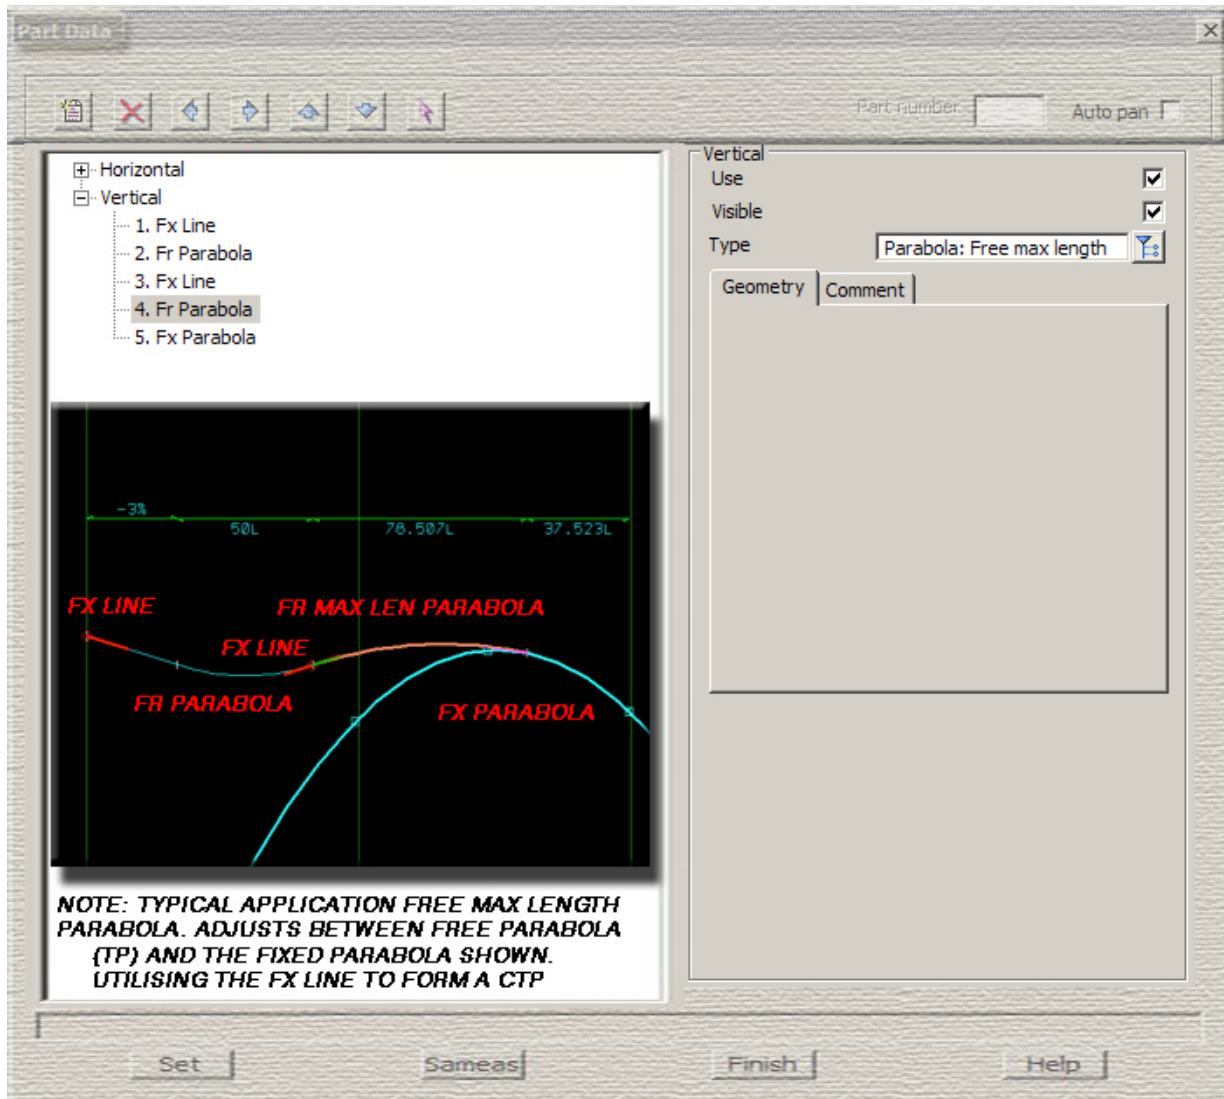 Part Data
Part number
Auto pan
Horizontal
Vertical
1. Fx Line
2. Fr Parabola
3. Fx Line
4. Fr Parabola
5. Fx Parabola
Vertical
Use
Visible
Type
Parabola: Free max length
Geometry
Comment
-3%
50L
78.507L
37.523L
FX LINE
FR MAX LEN PARABOLA
FX LINE
FR PARABOLA
FX PARABOLA
NOTE: TYPICAL APPLICATION FREE MAX LENGTH
PARABOLA. ADJUSTS BETWEEN FREE PARABOLA
(TP) AND THE FIXED PARABOLA SHOWN.
UTILISING THE FX LINE TO FORM A CTP
Set
Sameas
Finish
Help